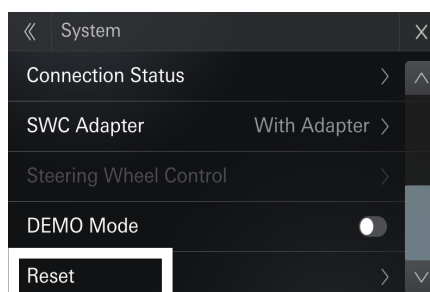 System
Connection Status
SWC Adapter With Adapter
Steering Wheel Control
DEMO Mode
Reset